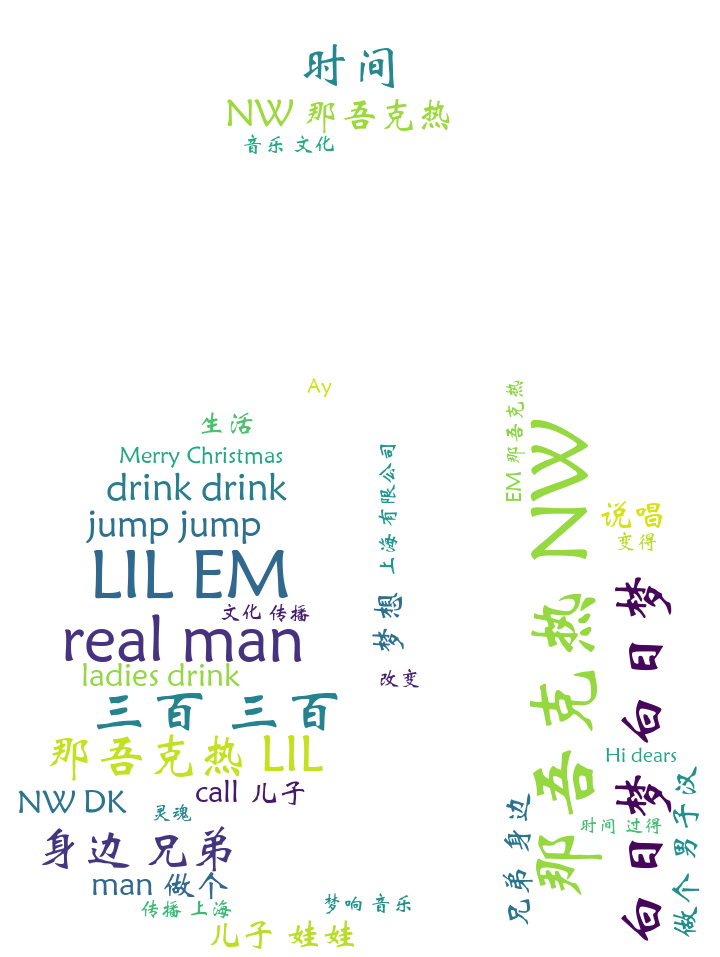 时间
NW 那吾克热
音乐 文化
Ay
生活
Merry Christmas
drink drink
jump jump
LIL EM
文化 传播
real man
ladies drink
三百 三百
那吾克热 LIL
call 儿子
NW DK
灵魂
身边 兄弟
man 做个
传播 上海
儿子 娃娃
梦响 音乐
上海 有限公司
梦想
改变
EM 那吾克热
那吾克热 NW
说唱
变得
白日梦 白日梦
Hi dears
时间 过得
兄弟 身边
做个 男子汉